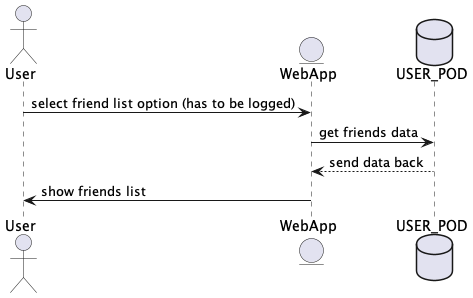 User
WebApp
USER_POD
select friend list option (has to be logged)
get friends data
send data back
show friends list
User
WebApp
USER_POD